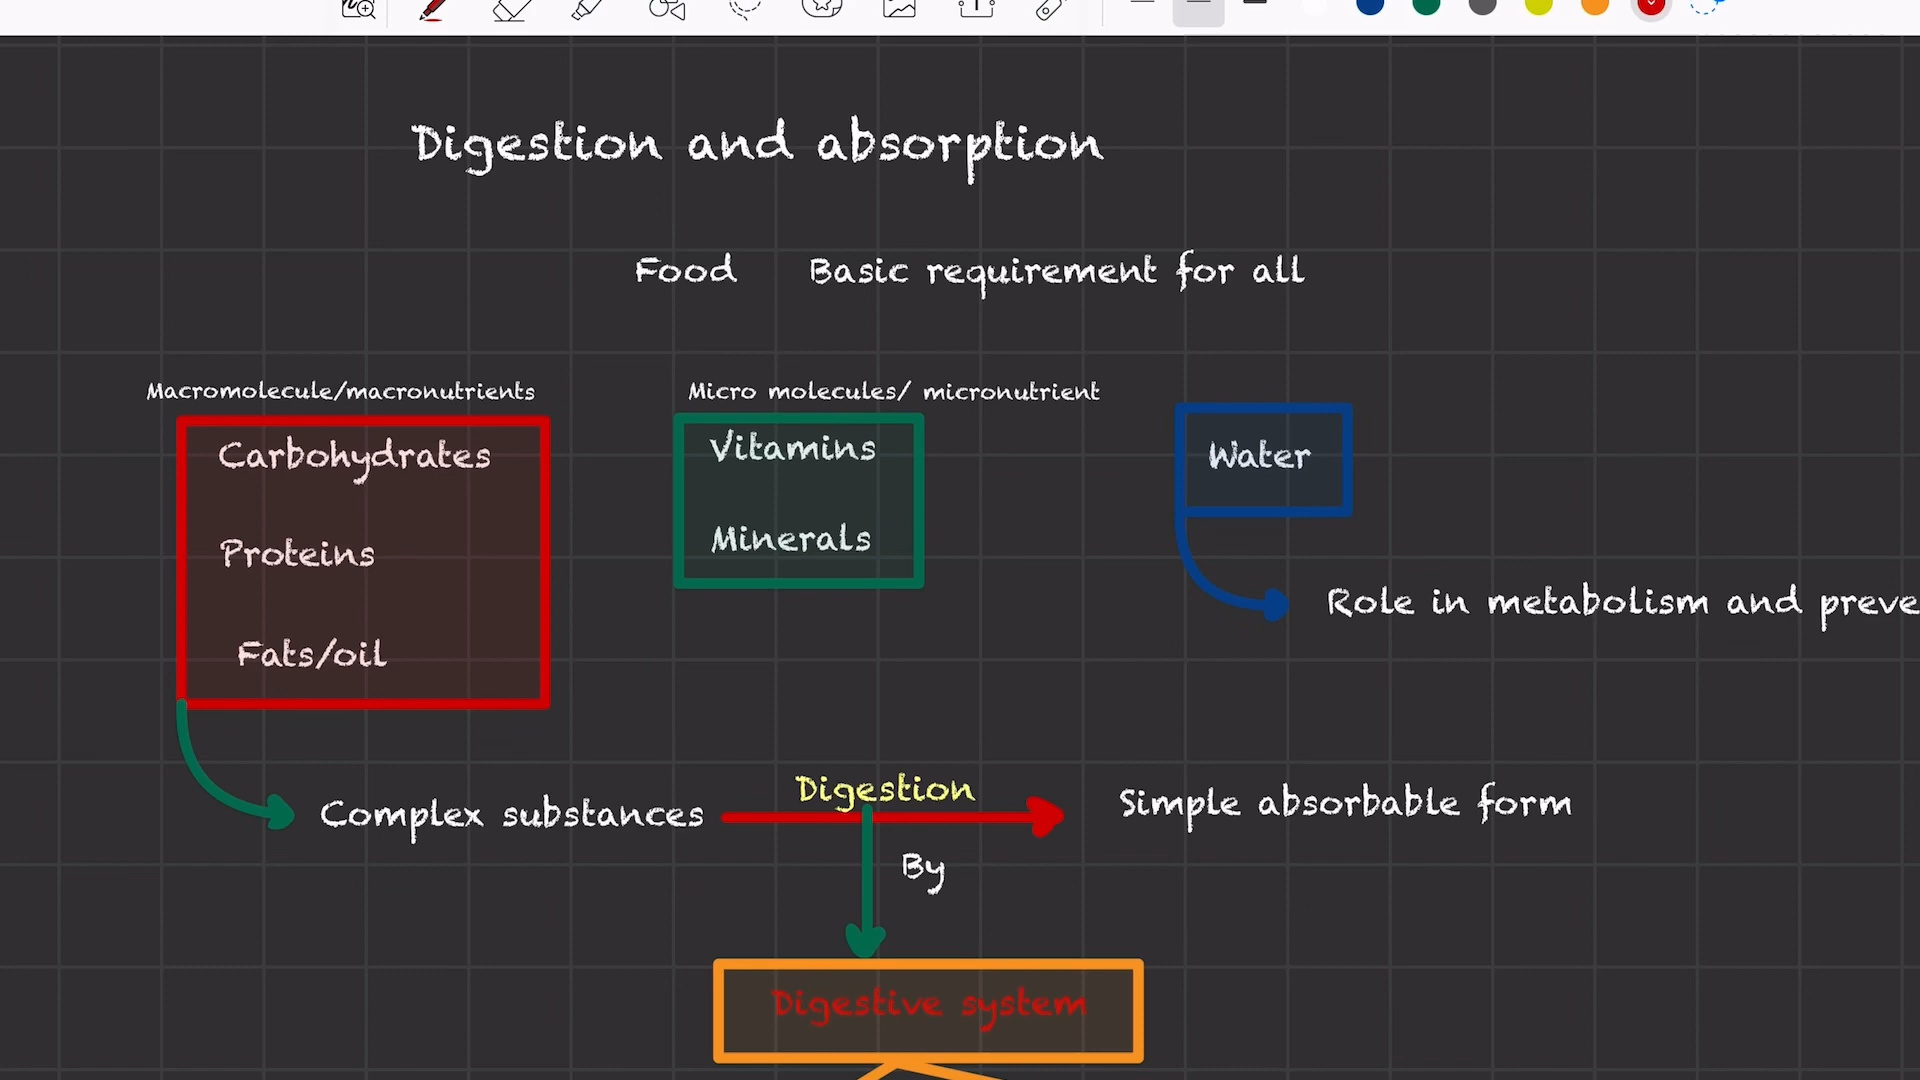 Digestion and absorption
Food Basic requirement for all
Macromolecule/macronutrients
Carbohydrates
Proteins
Fats/oil
Micro molecules/ micronutrient
Vitamins
Minerals
Water
Role in metabolism and preve
Complex substances
Digestion
Simple absorbable form
By
Digestive system